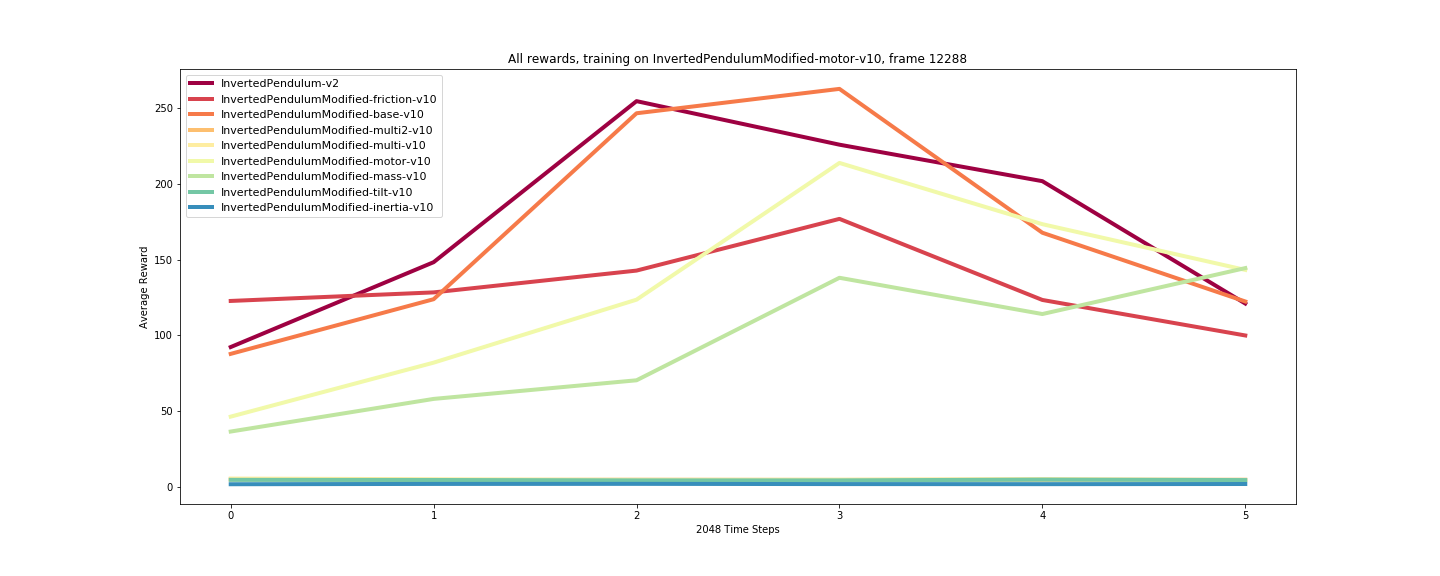 All rewards, training on InvertedPendulumModified-motor-v10, frame 12288
InvertedPendulum-v2
InvertedPendulumModified-friction-v10
InvertedPendulumModified-base-v10
InvertedPendulumModified-multi2-v10
InvertedPendulumModified-multi-v10
InvertedPendulumModified-motor-v10
InvertedPendulumModified-mass-v10
InvertedPendulumModified-tilt-v10
InvertedPendulumModified-inertia-v10
Average Reward
250
200
150
100
50
0
0 1 2 3 4 5
2048 Time Steps